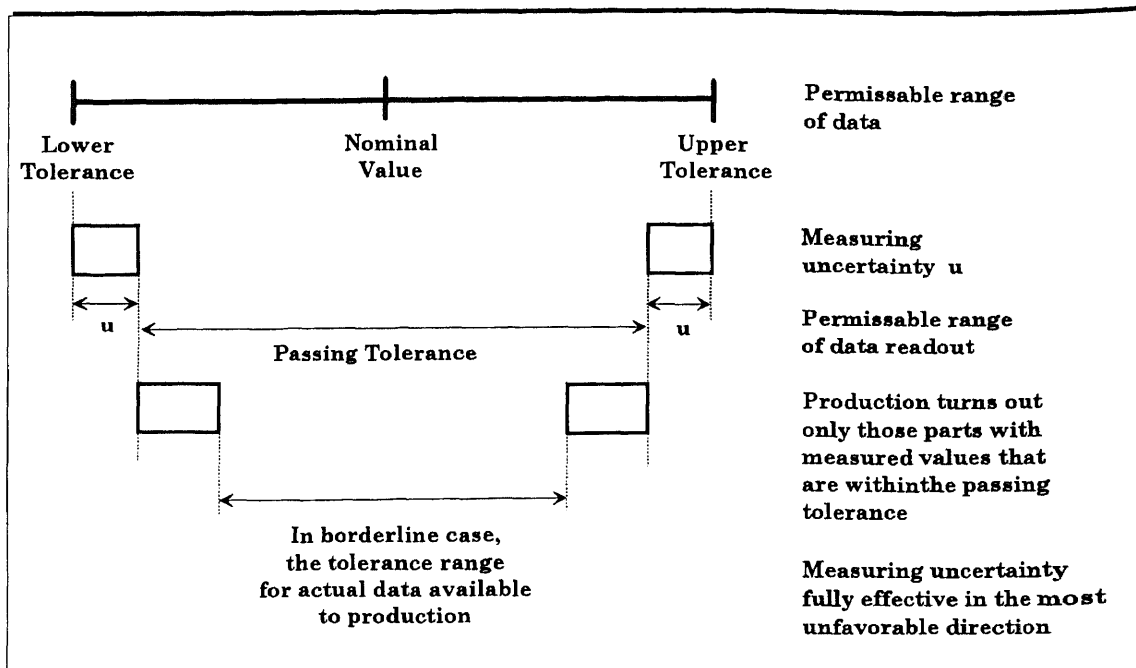 Permissable range
of data
Lower
Tolerance
Nominal
Value
Upper
Tolerance
Measuring
uncertainty u
u
u
Passing Tolerance
Permissable range
of data readout
Production turns out
only those parts with
measured values that
are withinthe passing
tolerance
In borderline case,
the tolerance range
for actual data available
to production
Measuring uncertainty
fully effective in the most
unfavorable direction